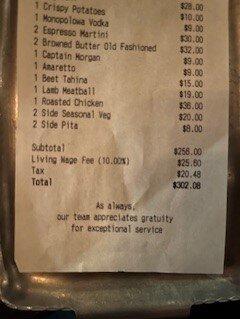 $28.00
1 Crispy Potatoes $10.00
1 Monopolowa Vodka $9.00
2 Espresso Martini $30.00
2 Browned Butter Old Fashioned $32.00
1 Captain Morgan $9.00
1 Amaretto $9.00
1 Beet Tahina $15.00
1 Lamb Meatball $19.00
1 Roasted Chicken $36.00
2 Side Seasonal Veg $20.00
2 Side Pita $8.00
Subtotal $256.00
Living Wage Fee (10.00%) $25.60
Tax $20.48
Total $302.08
As always,
our team appreciates gratuity
for exceptional service